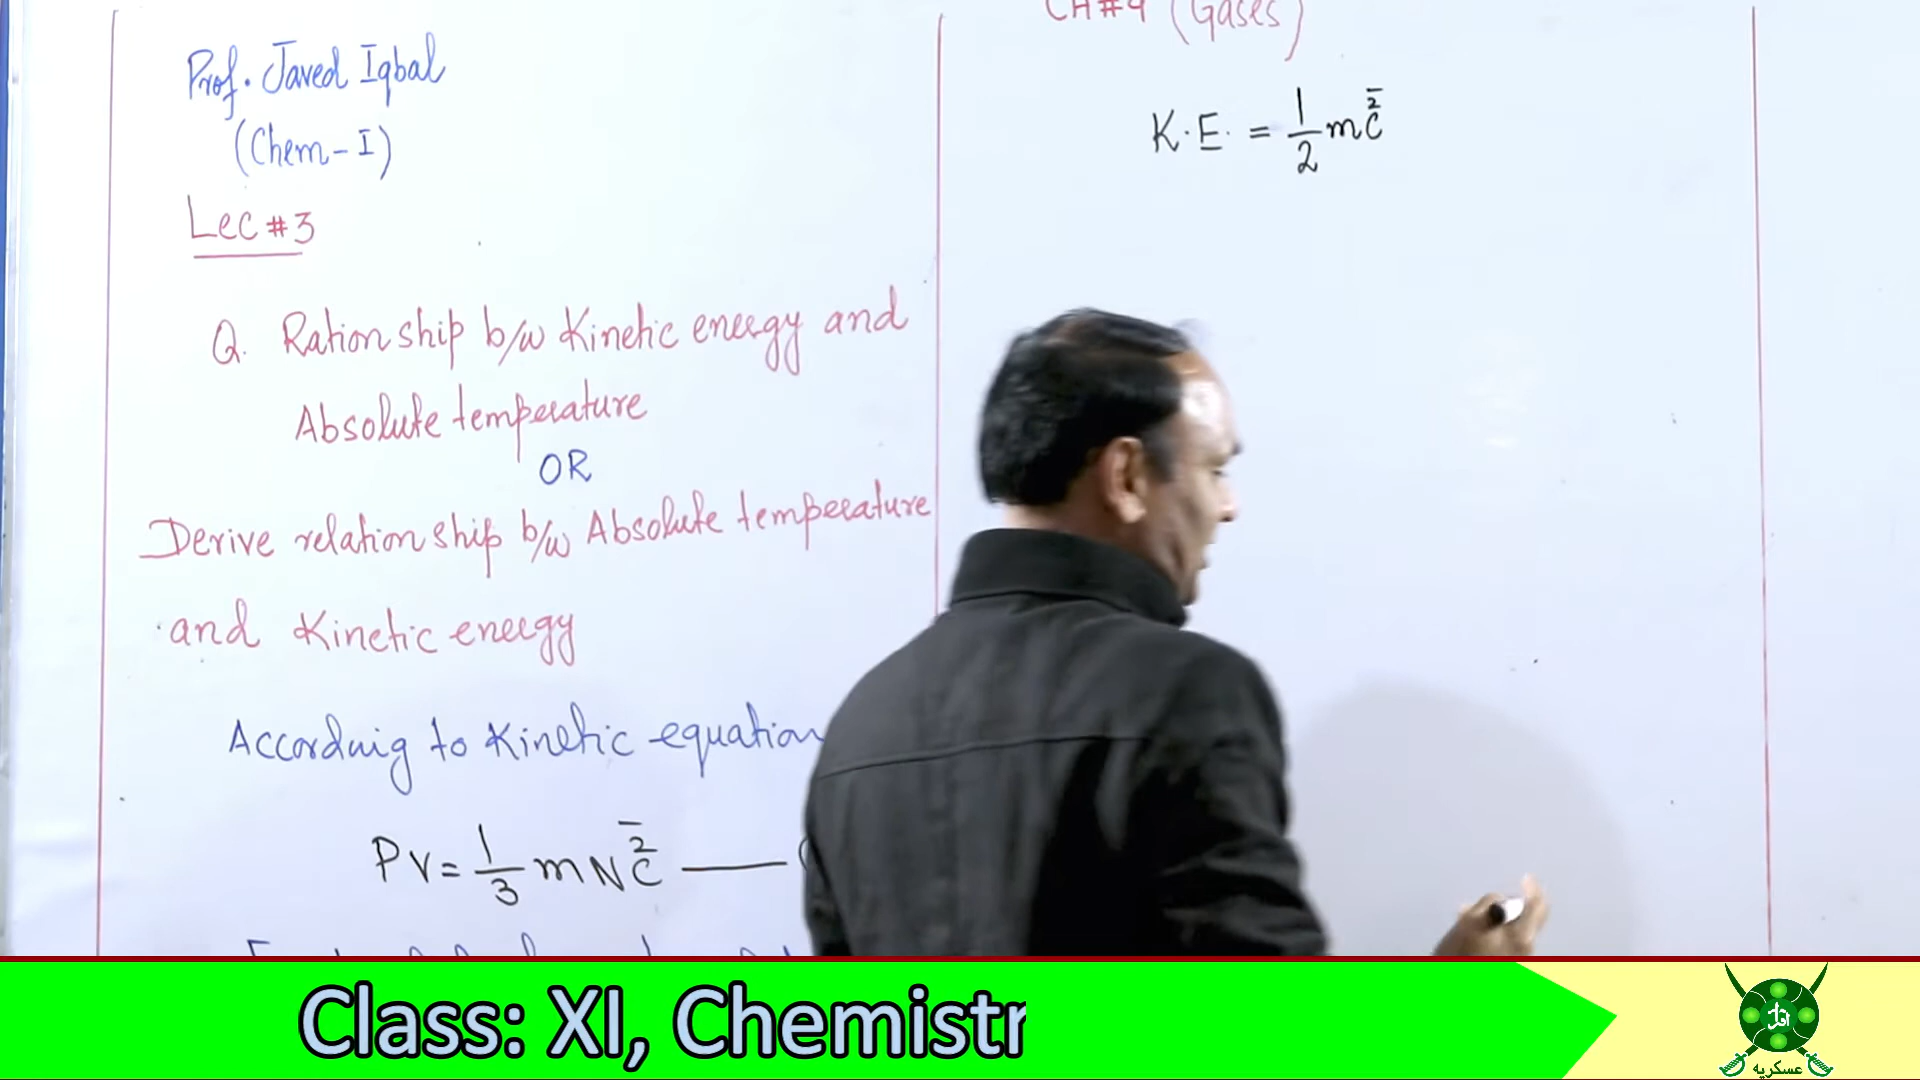 Prof. Javed Iqbal
(Chem-I)
Lec #3
Q. Rationship b/w Kinetic energy and
Absolute temperature
OR
Derive relationship b/w Absolute temperature
and Kinetic energy
Accorduig to Kinetic equation
PV = 1/3 mNc̄² —— (
CH#4 (Gases)
K.E. = 1/2 mc̄²
Class: XI, Chemistr
اقرأ
عسکریہ